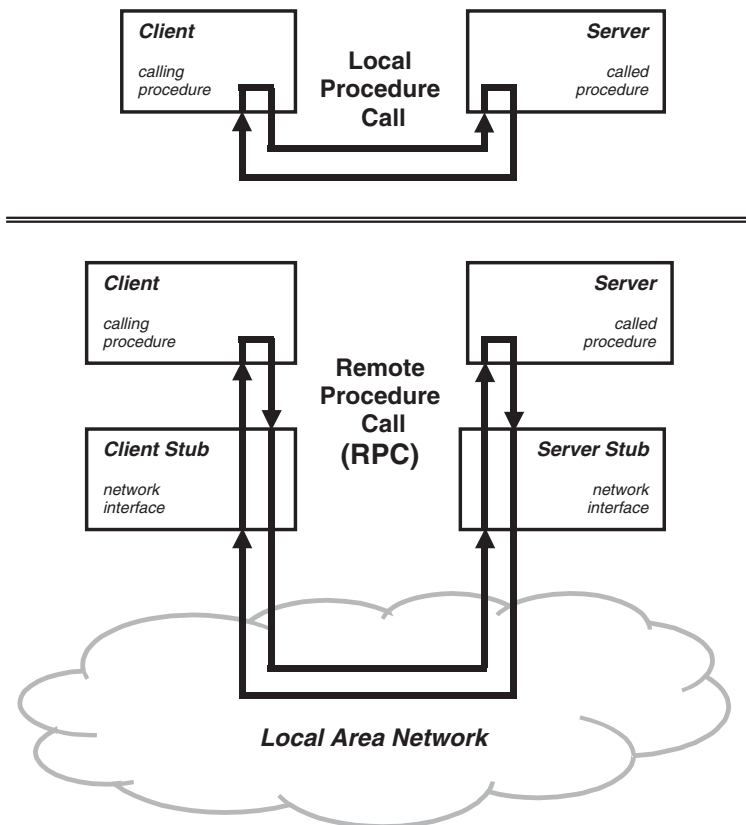 Client
calling
procedure
Local
Procedure
Call
Server
called
procedure
Client
calling
procedure
Server
called
procedure
Remote
Procedure
Call
(RPC)
Client Stub
network
interface
Server Stub
network
interface
Local Area Network